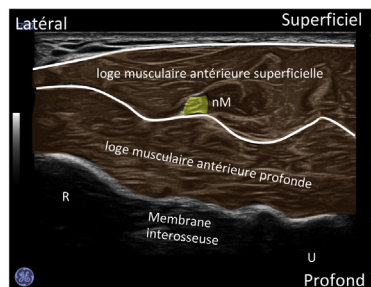 Latéral
Superficiel
loge musculaire antérieure superficielle
nM
loge musculaire antérieure profonde
R
Membrane
interosseuse
U
Profond